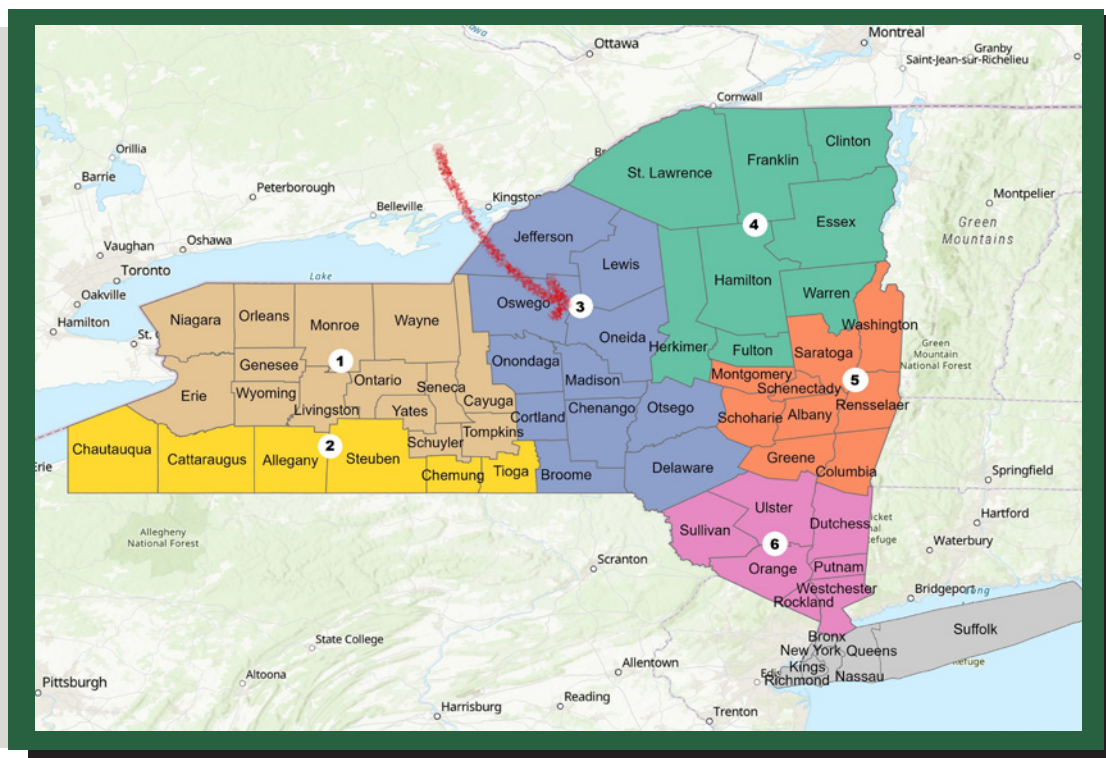 Montreal
Ottawa
Granby
Saint-Jean-sur-Richelieu
Cornwall
Orillia
Barrie
Clinton
Franklin
St. Lawrence
Peterborough
Kingston
Belleville
Montpelier
Green
Mountains
Essex
4
Jefferson
Vaughan
Oshawa
Lewis
Toronto
Lake
Hamilton
Oakville
Warren
Oswego
3
Hamilton
Niagara
Orleans
Monroe
Wayne
Washington
Oneida
Herkimer
Fulton
Saratoga
Green
Mountain
National Forest
Genesee
1
Onondaga
Montgomery
Schenectady
5
Ontario
Seneca
Madison
Erie
Wyoming
Livingston
Yates
Cayuga
Cortland
Chenango
Otsego
Schoharie
Albany
Rensselaer
Tompkins
Schuyler
Chautauqua
Cattaraugus
Allegany
2
Steuben
Chemung
Tioga
Broome
Delaware
Greene
Columbia
Springfield
Ulster
Hartford
Sullivan
Dutchess
Allegheny
National Forest
6
Waterbury
Scranton
Orange
Putnam
Westchester
Rockland
Bridgeport
Long
Suffolk
Bronx
New York
Queens
State College
Kings
Richmond
Nassau
Allentown
Altoona
Pittsburgh
Reading
Harrisburg
Trenton